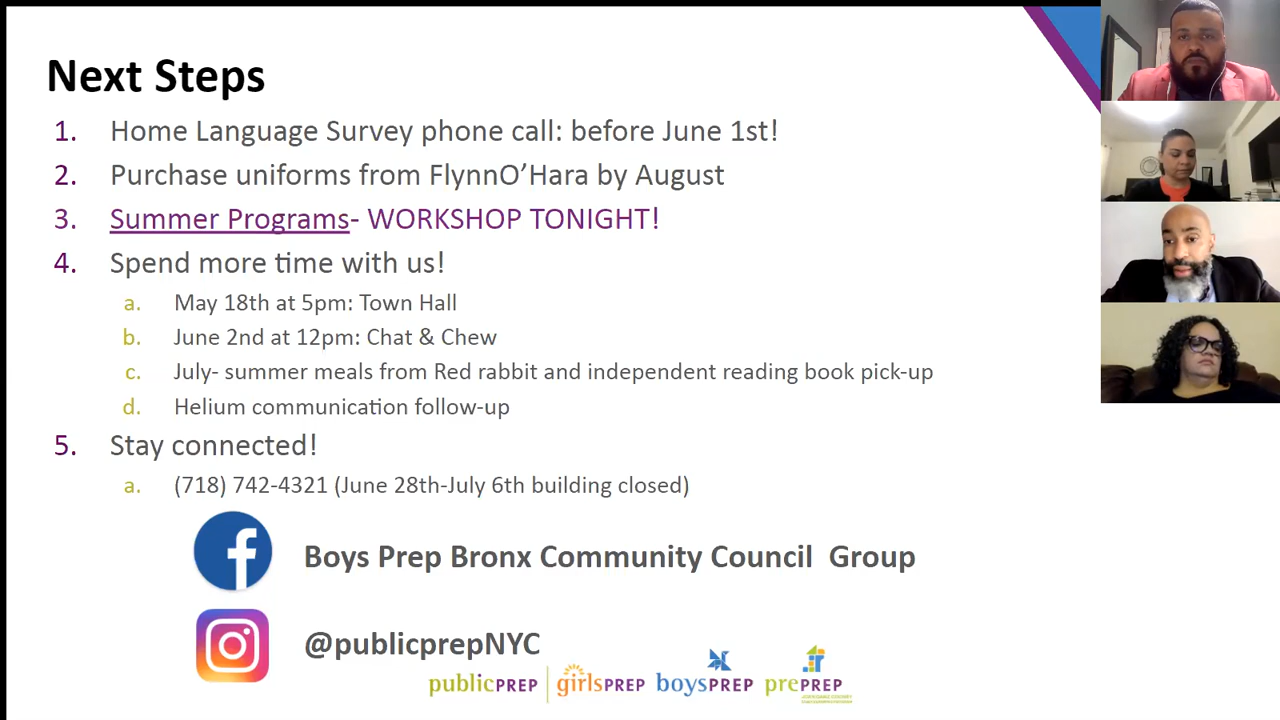 Next Steps
1. Home Language Survey phone call: before June 1st!
2. Purchase uniforms from FlynnO’Hara by August
3. Summer Programs- WORKSHOP TONIGHT!
4. Spend more time with us!
a. May 18th at 5pm: Town Hall
b. June 2nd at 12pm: Chat & Chew
c. July- summer meals from Red rabbit and independent reading book pick-up
d. Helium communication follow-up
5. Stay connected!
a. (718) 742-4321 (June 28th-July 6th building closed)
Boys Prep Bronx Community Council Group
@publicprepNYC
publicPREP girlsPREP boysPREP prePREP